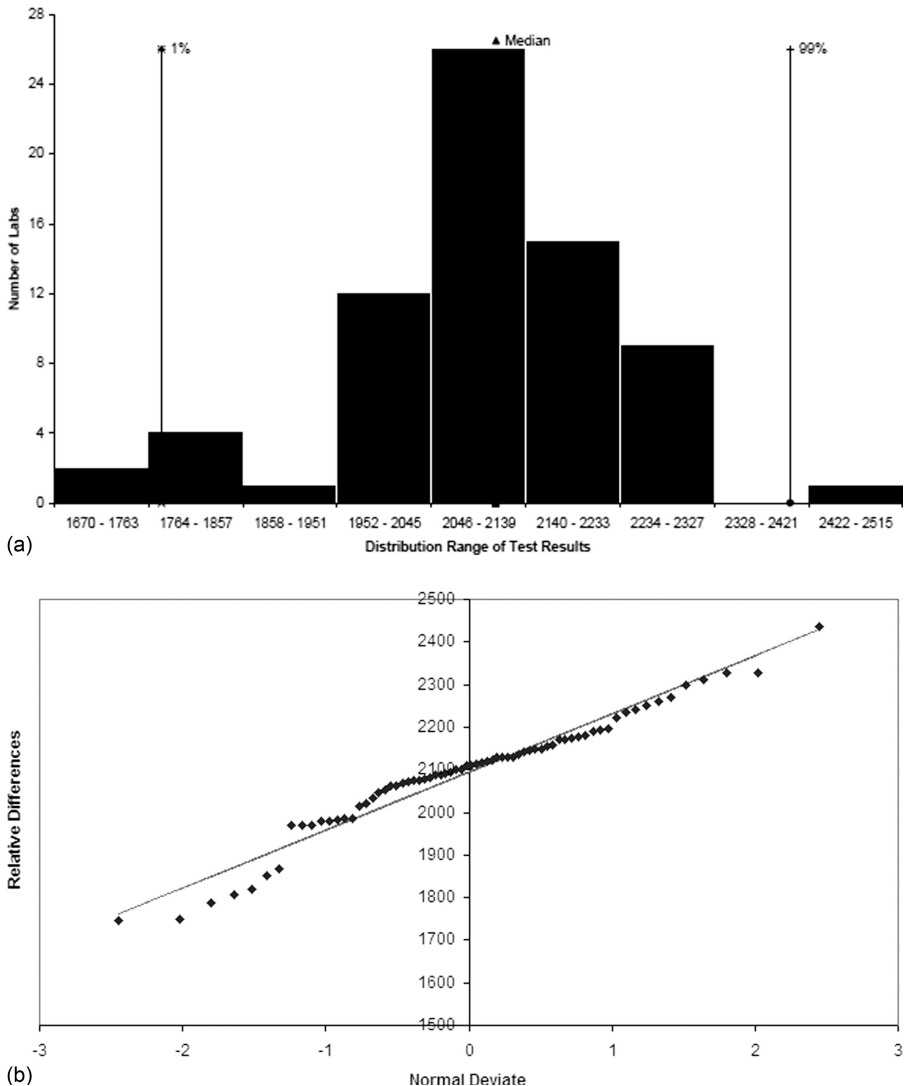 28
24
20
16
12
8
4
0
Number of Labs
1%
Median
99%
1670 - 1763 1764 - 1857 1858 - 1951 1952 - 2045 2046 - 2139 2140 - 2233 2234 - 2327 2328 - 2421 2422 - 2515
Distribution Range of Test Results
(a)
2500
2400
2300
2200
2100
2000
1900
1800
1700
1600
1500
Relative Differences
-3 -2 -1 0 1 2 3
Normal Deviate
(b)